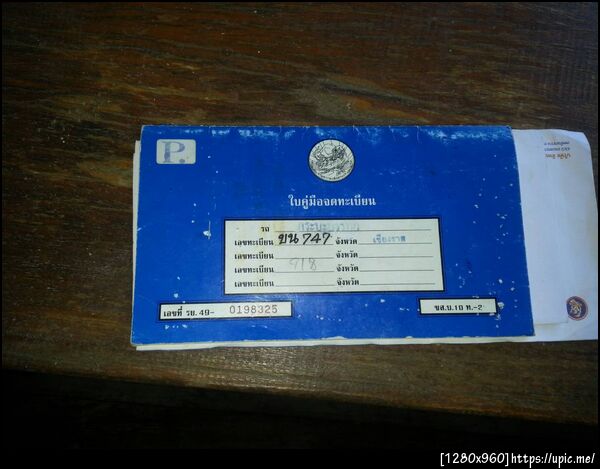 P.
ใบคู่มือจดทะเบียน
รถ
เลขทะเบียน บน 747 จังหวัด เชียงราย
เลขทะเบียน จังหวัด
เลขทะเบียน 918 จังหวัด
เลขทะเบียน จังหวัด
เลขที่ รย. 49- 0198325
ขส.บ.10 ท.-2
[1280x960]https://upic.me/